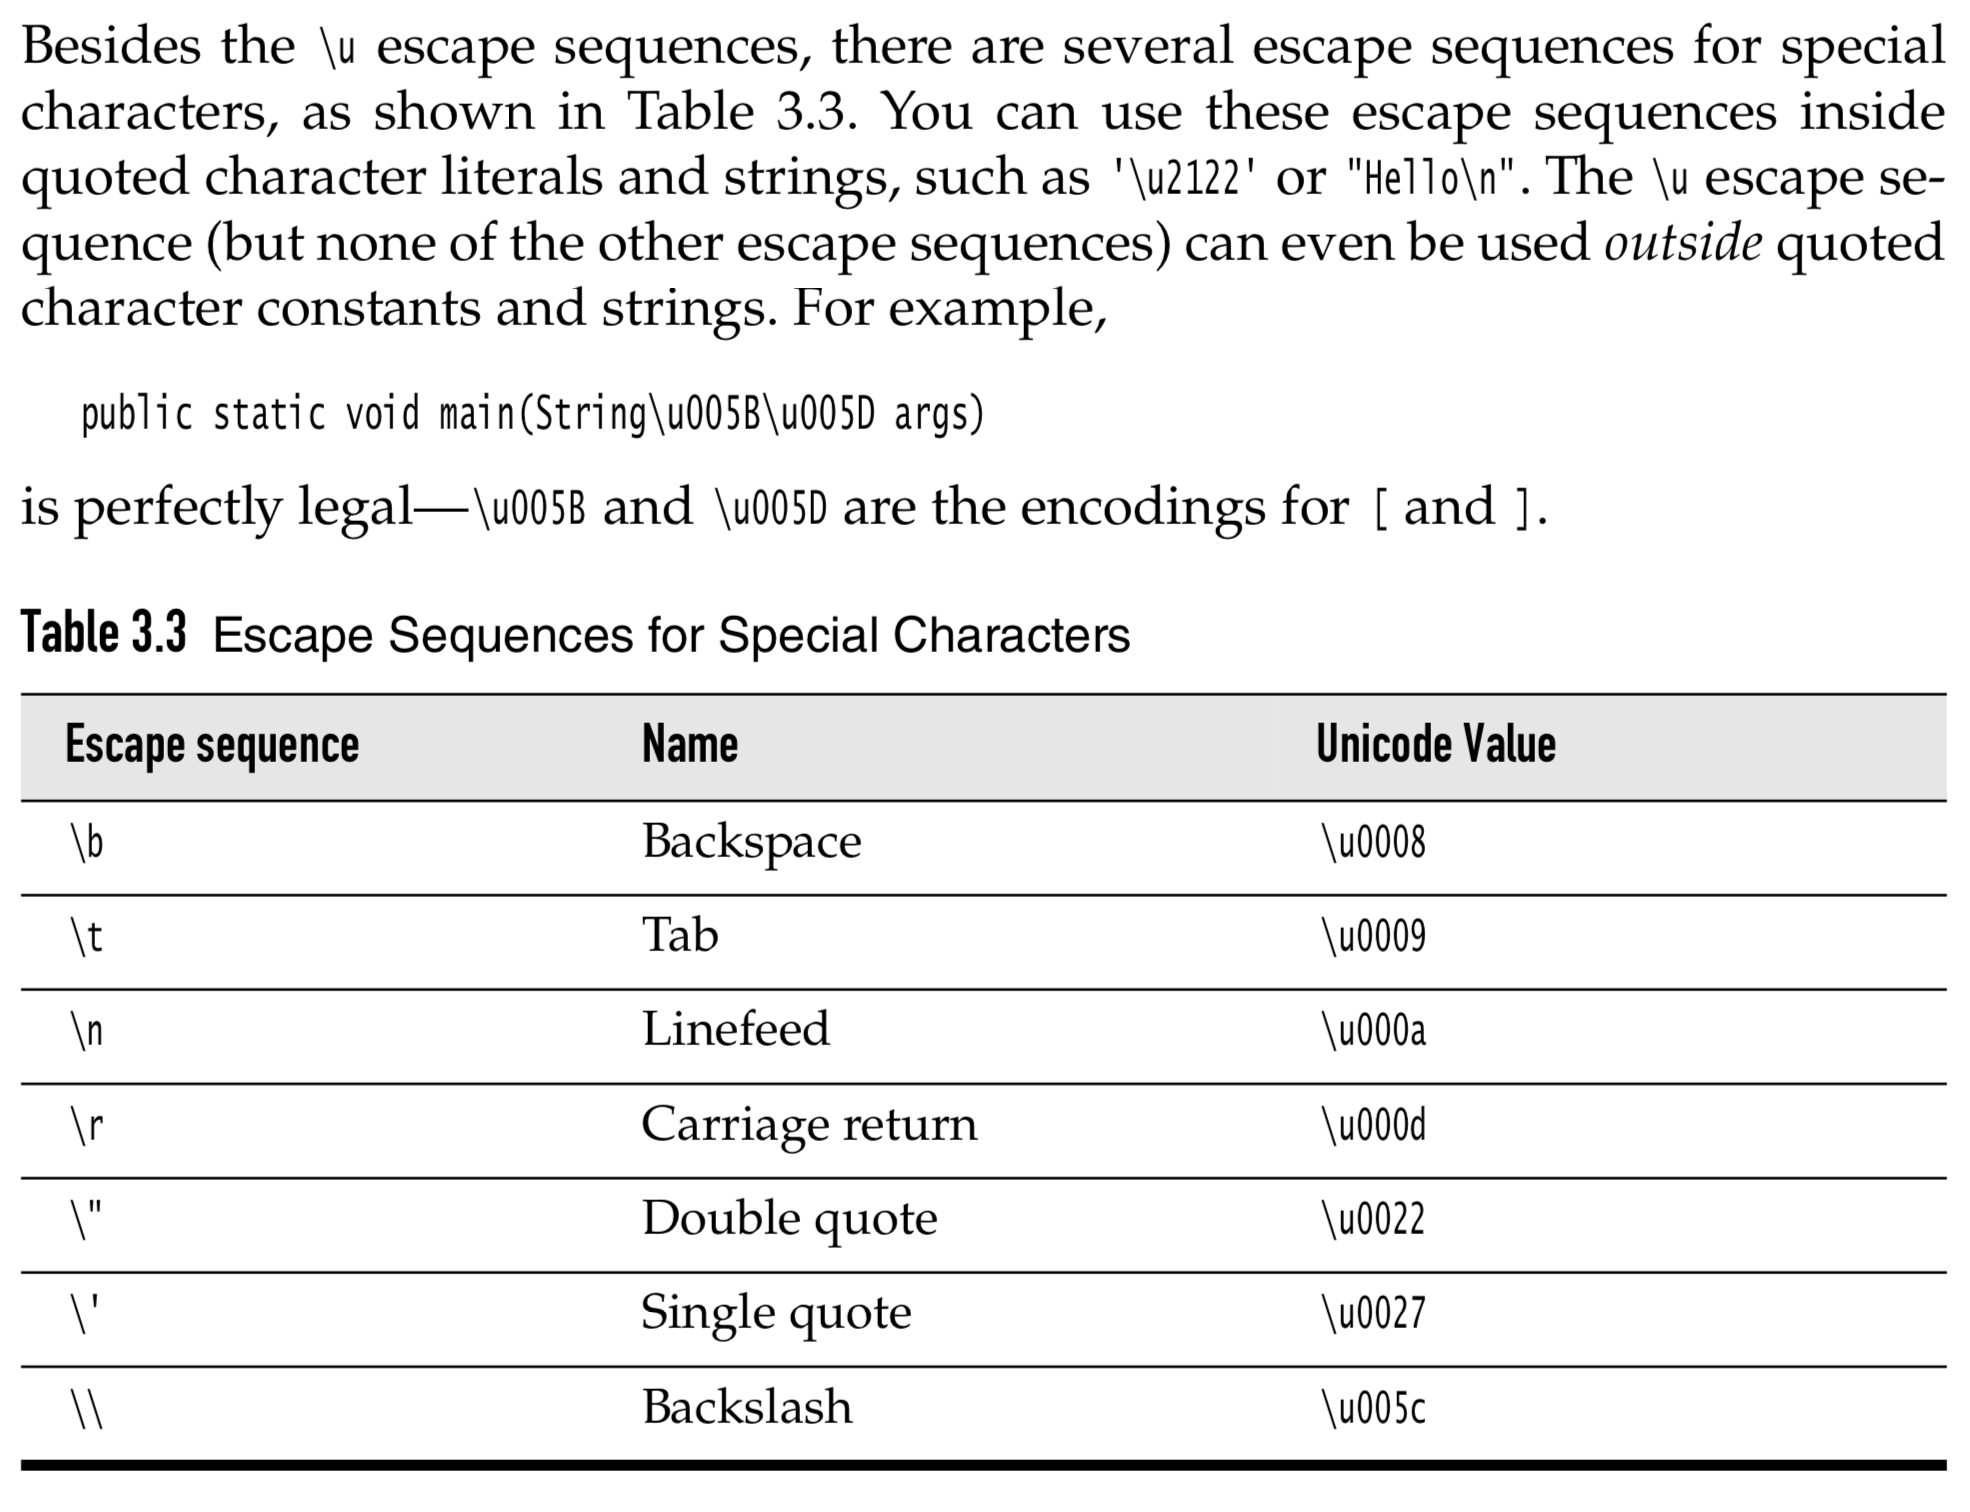 Besides the \u escape sequences, there are several escape sequences for special
characters, as shown in Table 3.3. You can use these escape sequences inside
quoted character literals and strings, such as '\u2122' or "Hello\n". The \u escape se-
quence (but none of the other escape sequences) can even be used outside quoted
character constants and strings. For example,
public static void main(String\u005B\u005D args)
is perfectly legal—\u005B and \u005D are the encodings for [ and ].
Table 3.3 Escape Sequences for Special Characters
Escape sequence Name Unicode Value
\b Backspace \u0008
\t Tab \u0009
\n Linefeed \u000a
\r Carriage return \u000d
\" Double quote \u0022
\' Single quote \u0027
\\ Backslash \u005c